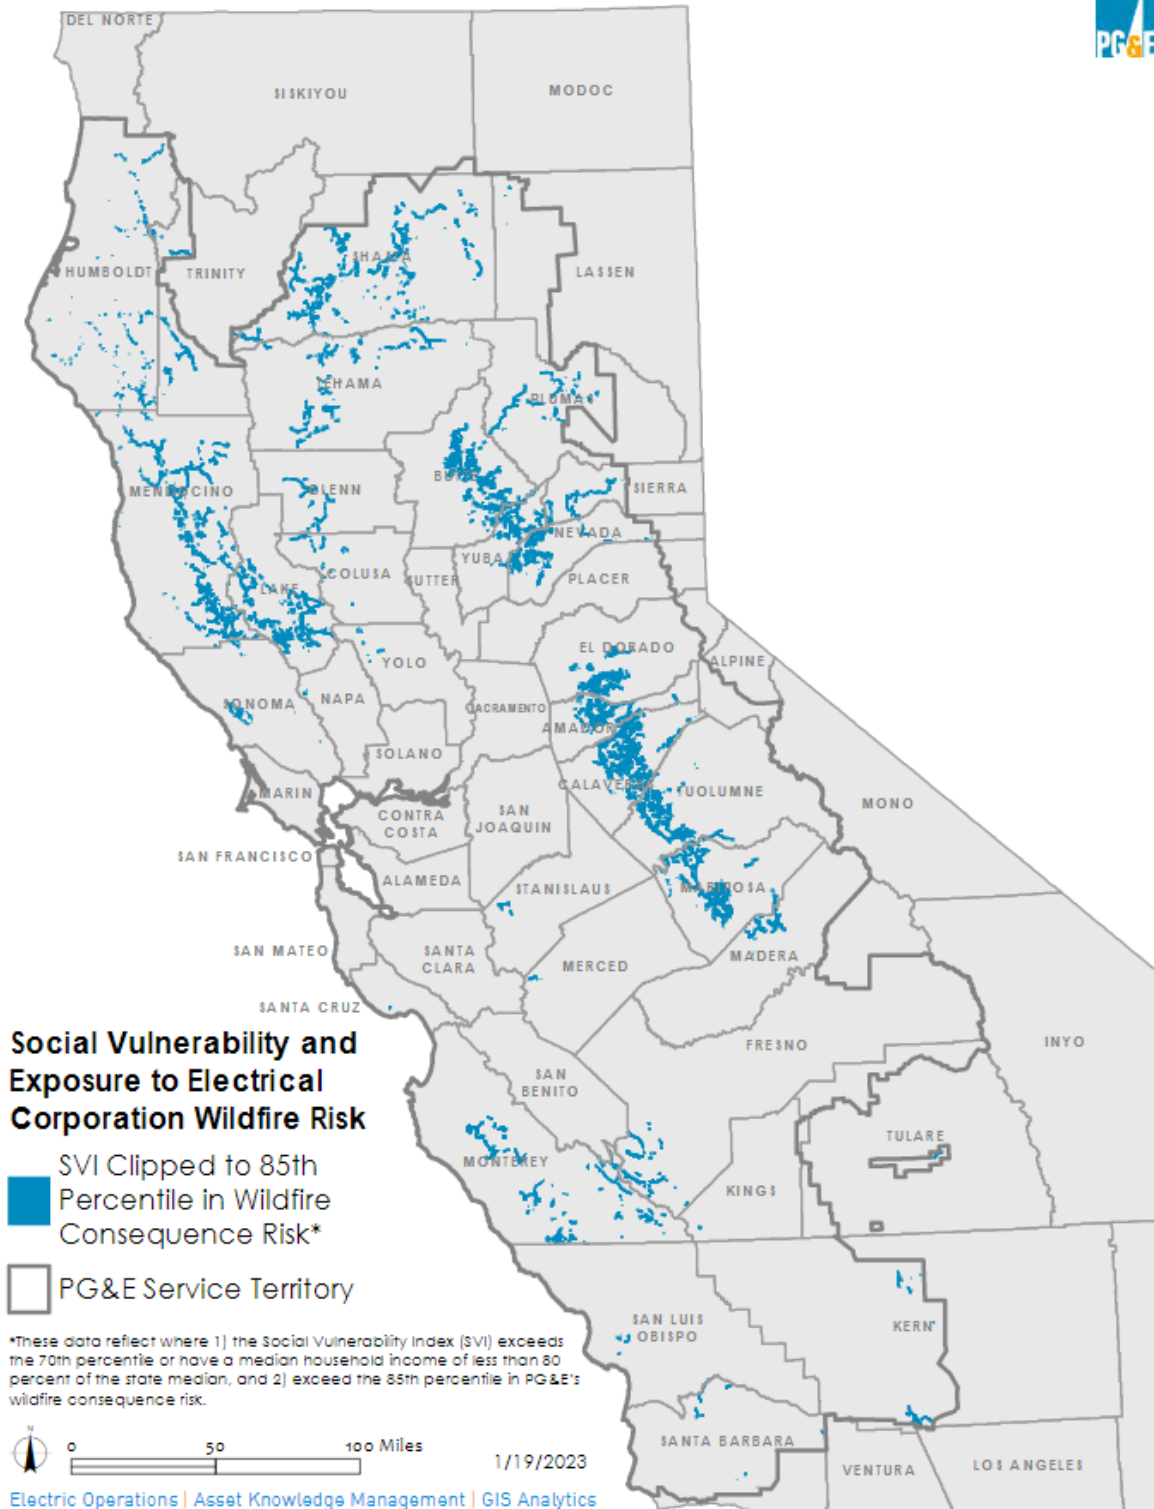 DEL NORTE
PG&E
SISKIYOU
MODOC
HUMBOLDT
TRINITY
SHASTA
LASSEN
TEHAMA
PLUMAS
MENDOCINO
GLENN
BUTTE
SIERRA
NEVADA
YUBA
LAKE
COLUSA
SUTTER
PLACER
EL DORADO
YOLO
ALPINE
SONOMA
NAPA
SACRAMENTO
AMADOR
SOLANO
MARIN
CALAVERAS
TUOLUMNE
MONO
CONTRA
COSTA
SAN
JOAQUIN
SAN FRANCISCO
ALAMEDA
STANISLAUS
MARIPOSA
SAN MATEO
SANTA
CLARA
MERCED
MADERA
SANTA CRUZ
FRESNO
INYO
SAN
BENITO
TULARE
MONTEREY
KINGS
SAN LUIS
OBISPO
KERN
SANTA BARBARA
VENTURA
LOS ANGELES
Social Vulnerability and
Exposure to Electrical
Corporation Wildfire Risk
SVI Clipped to 85th
Percentile in Wildfire
Consequence Risk*
PG&E Service Territory
*These data reflect where 1) the Social Vulnerability Index (SVI) exceeds
the 70th percentile or have a median household income of less than 80
percent of the state median, and 2) exceed the 85th percentile in PG&E's
wildfire consequence risk.
N
0 50 100 Miles
1/19/2023
Electric Operations | Asset Knowledge Management | GIS Analytics